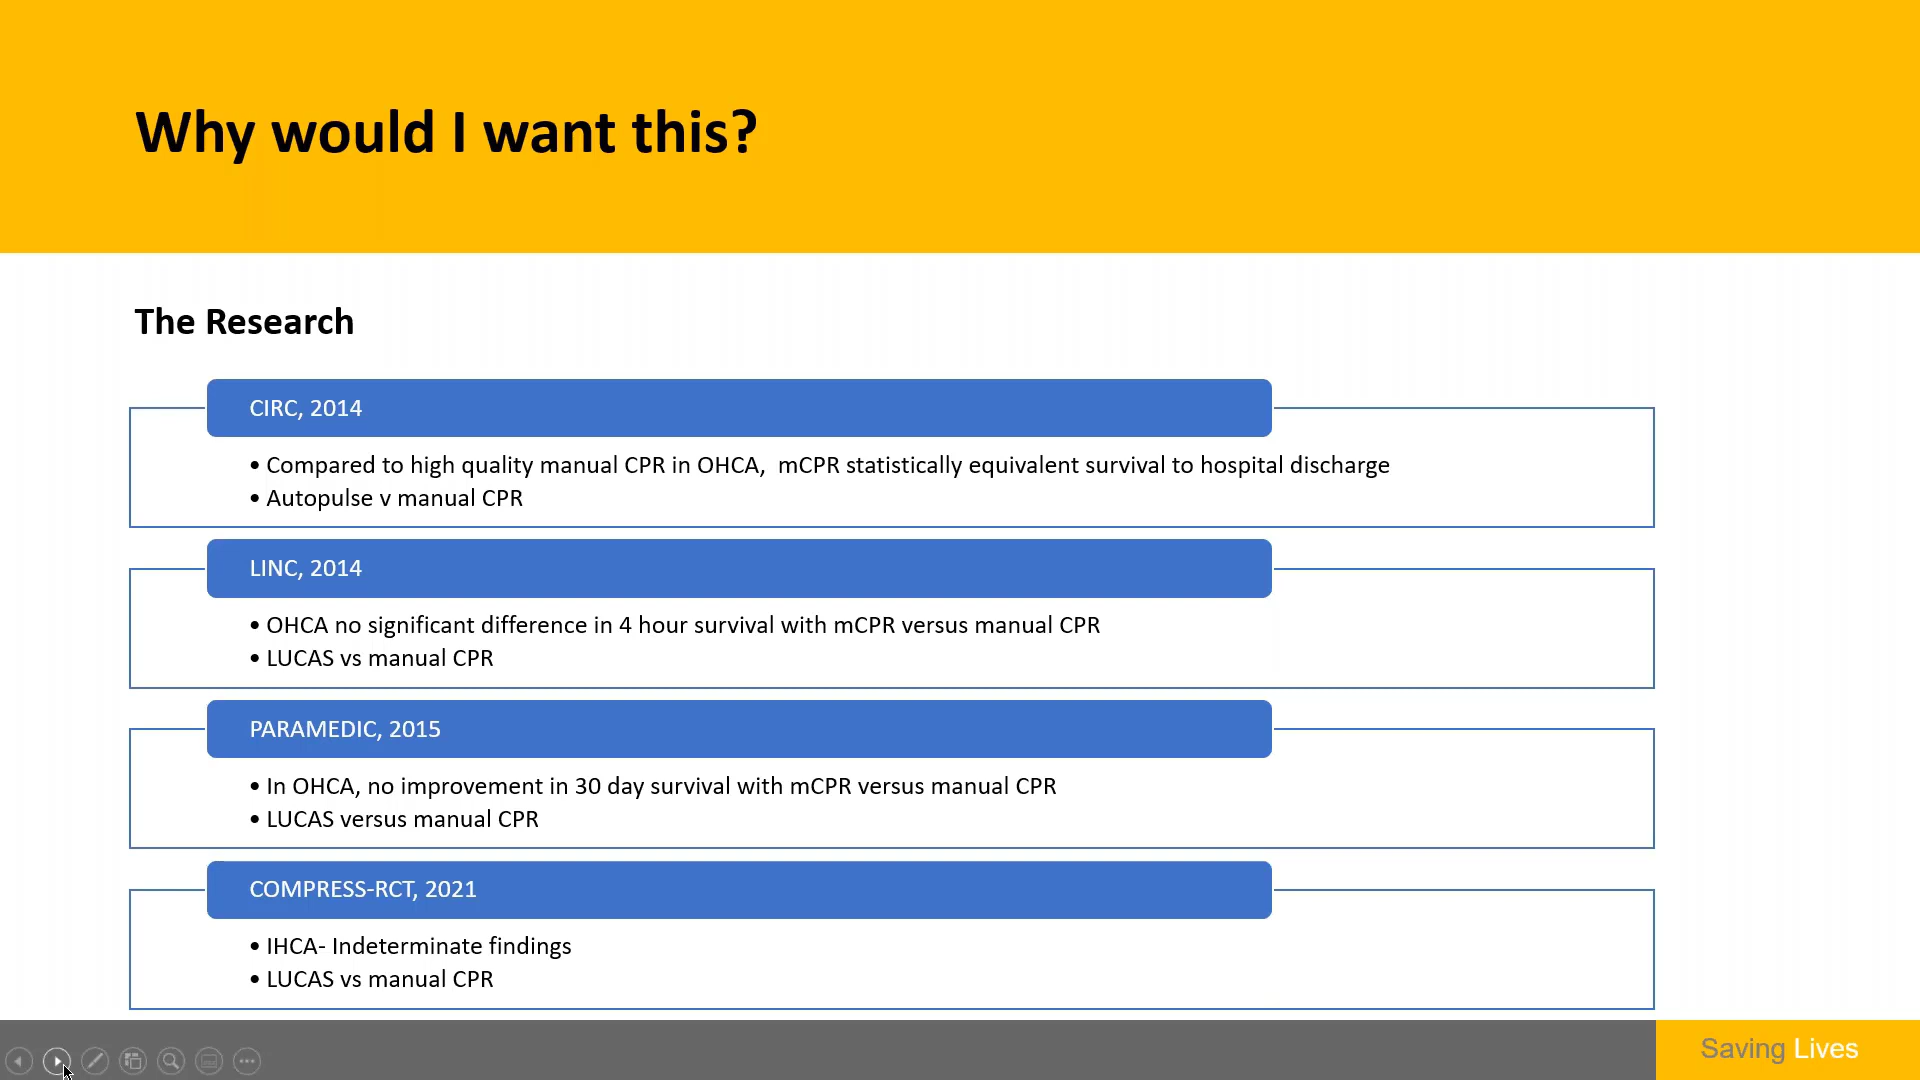 Why would I want this?
The Research
CIRC, 2014
• Compared to high quality manual CPR in OHCA,  mCPR statistically equivalent survival to hospital discharge
• Autopulse v manual CPR
LINC, 2014
• OHCA no significant difference in 4 hour survival with mCPR versus manual CPR
• LUCAS vs manual CPR
PARAMEDIC, 2015
• In OHCA, no improvement in 30 day survival with mCPR versus manual CPR
• LUCAS versus manual CPR
COMPRESS-RCT, 2021
• IHCA- Indeterminate findings
• LUCAS vs manual CPR
Saving Lives